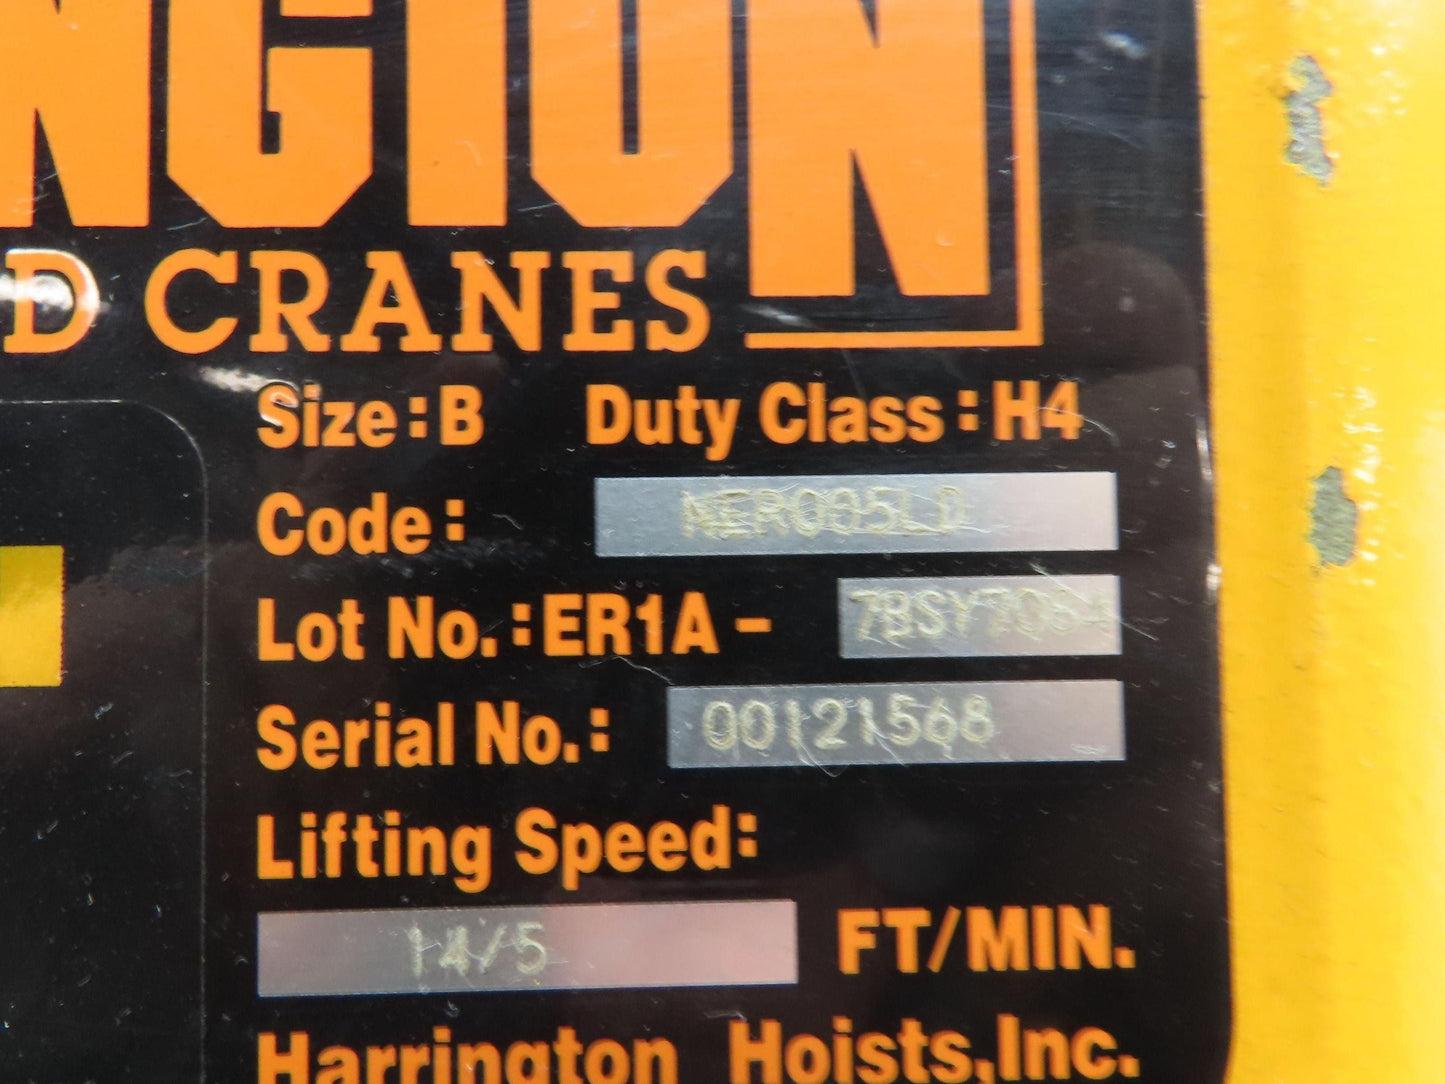 NGTON
D CRANES
Size:B Duty Class:H4
Code: NER005LD
Lot No.:ER1A- 7BSY7064
Serial No.: 00121568
Lifting Speed:
14/5 FT/MIN.
Harrington Hoists,Inc.